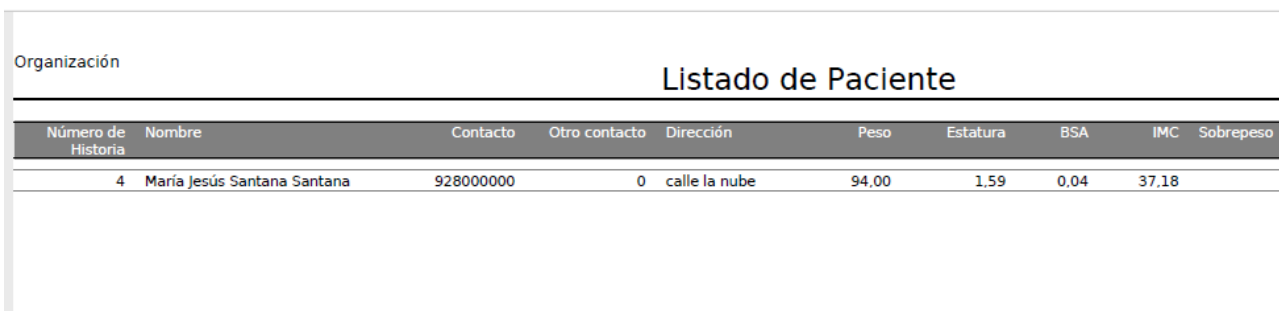 Organización
Listado de Paciente
Número de Historia Nombre Contacto Otro contacto Dirección Peso Estatura BSA IMC Sobrepeso
4 María Jesús Santana Santana 928000000 0 calle la nube 94,00 1,59 0,04 37,18